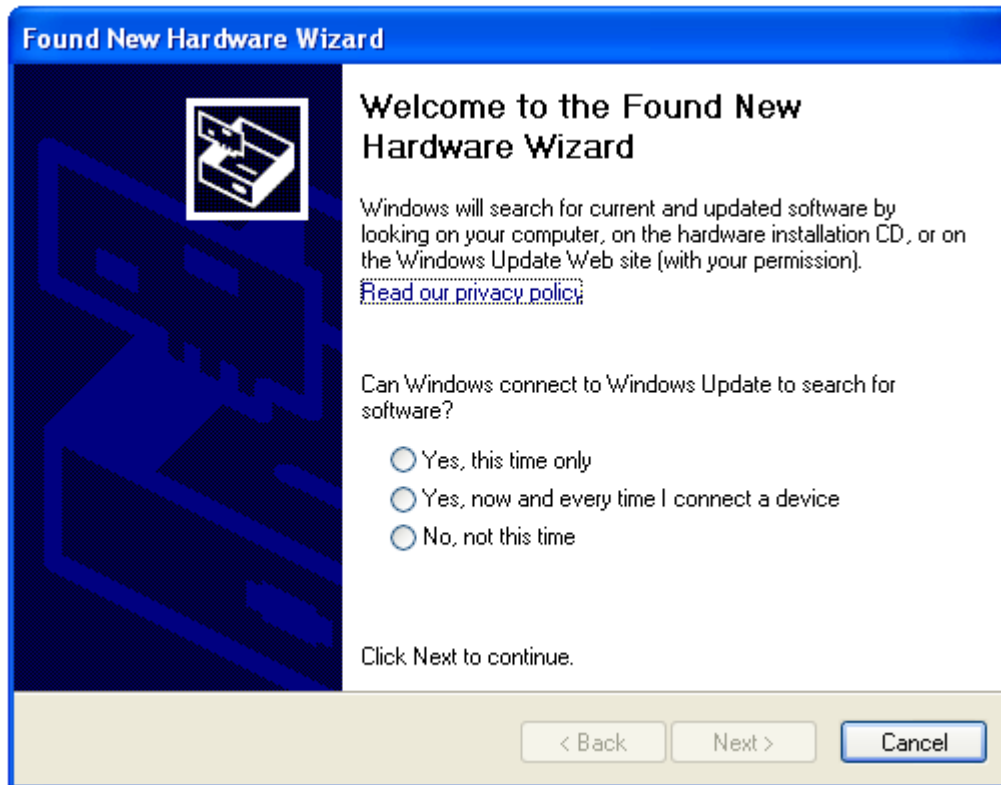 Found New Hardware Wizard
Welcome to the Found New
Hardware Wizard
Windows will search for current and updated software by
looking on your computer, on the hardware installation CD, or on
the Windows Update Web site (with your permission).
Read our privacy policy
Can Windows connect to Windows Update to search for
software?
Yes, this time only
Yes, now and every time I connect a device
No, not this time
Click Next to continue.
< Back Next > Cancel